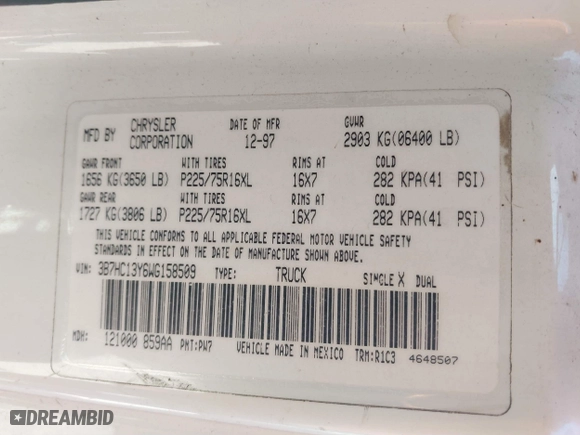 MFD BY CHRYSLER CORPORATION DATE OF MFR 12-97 GVWR 2903 KG(06400 LB)
GAWR FRONT WITH TIRES RIMS AT COLD
1656 KG(3650 LB) P225/75R16XL 16X7 282 KPA(41 PSI)
GAWR REAR WITH TIRES RIMS AT COLD
1727 KG(3806 LB) P225/75R16XL 16X7 282 KPA(41 PSI)
THIS VEHICLE CONFORMS TO ALL APPLICABLE FEDERAL MOTOR VEHICLE SAFETY
STANDARDS IN EFFECT ON THE DATE OF MANUFACTURE SHOWN ABOVE.
VIN: 3B7HC13Y6WG158509 TYPE: TRUCK SINGLE X DUAL
MDH: 121000 859AA PNT:PW7 VEHICLE MADE IN MEXICO TRM:R1C3 4648507
DREAMBID